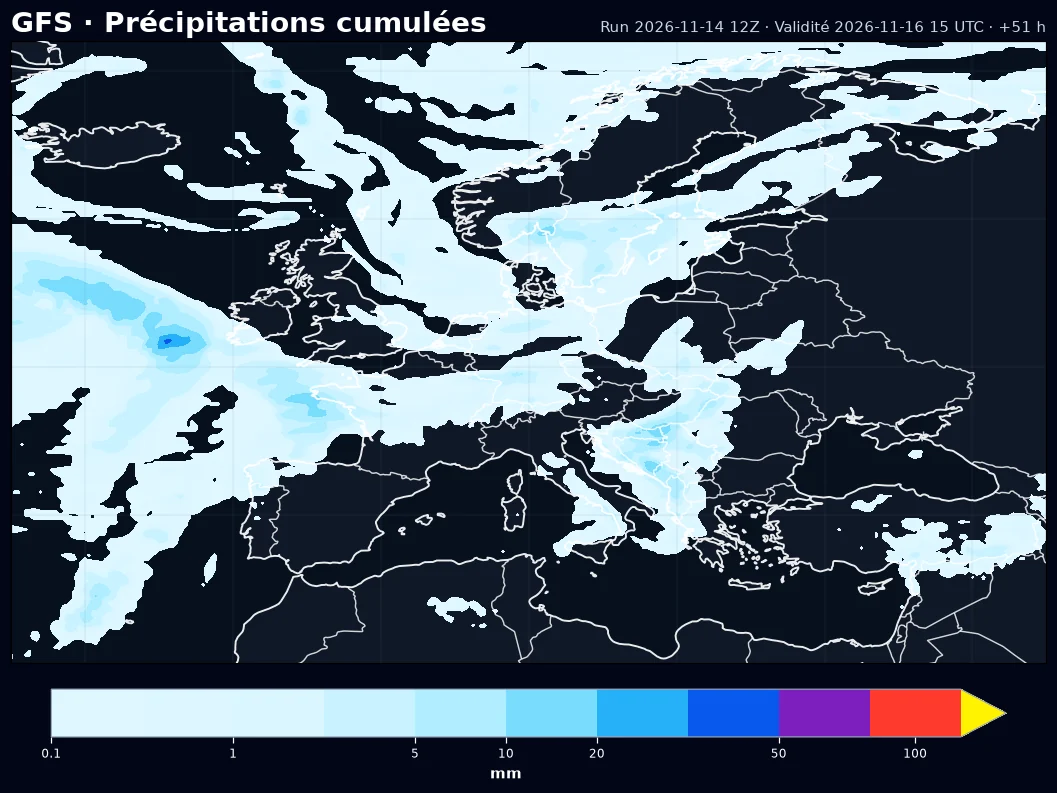 GFS · Précipitations cumulées
Run 2026-11-14 12Z · Validité 2026-11-16 15 UTC · +51 h
0.1 1 5 10 20 50 100
mm